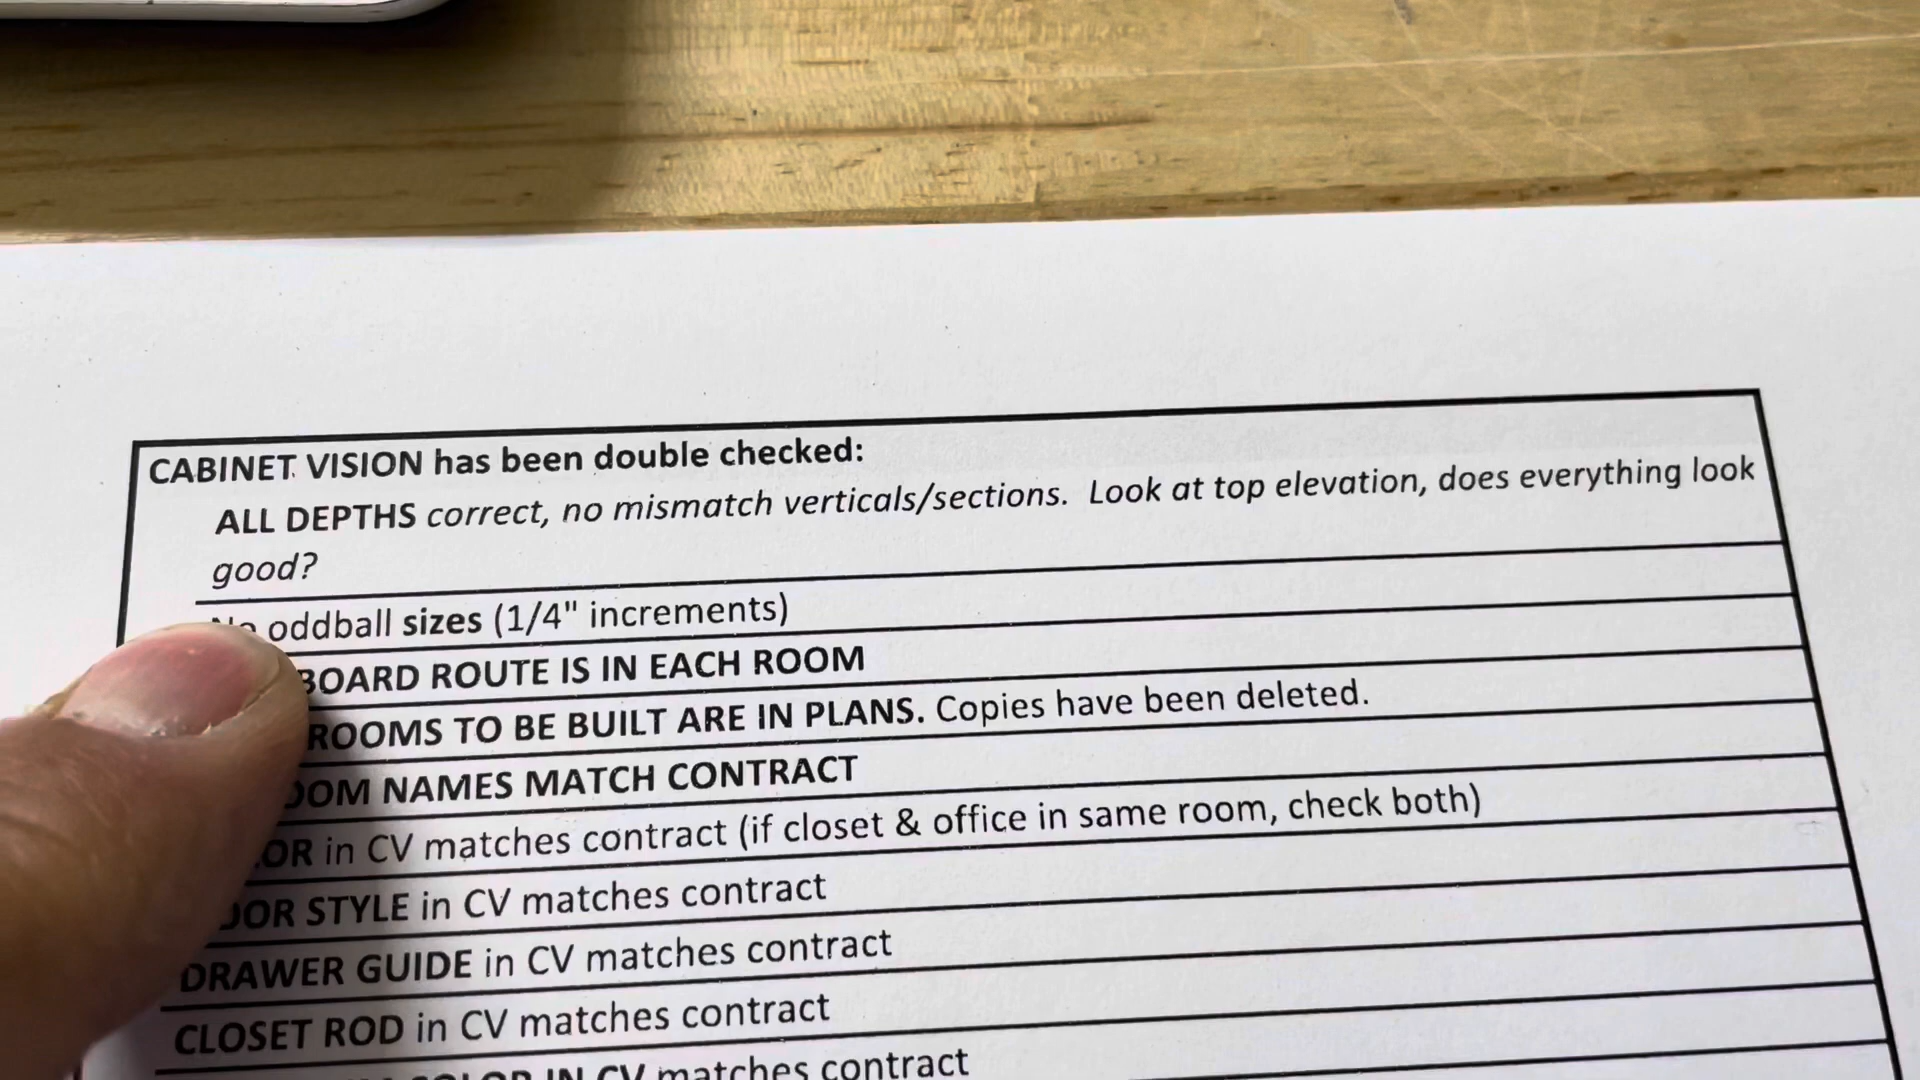 CABINET VISION has been double checked:
ALL DEPTHS correct, no mismatch verticals/sections. Look at top elevation, does everything look
good?
No oddball sizes (1/4" increments)
BOARD ROUTE IS IN EACH ROOM
ROOMS TO BE BUILT ARE IN PLANS. Copies have been deleted.
NAMES MATCH CONTRACT
in CV matches contract (if closet & office in same room, check both)
STYLE in CV matches contract
DRAWER GUIDE in CV matches contract
CLOSET ROD in CV matches contract
COLOR IN CV matches contract